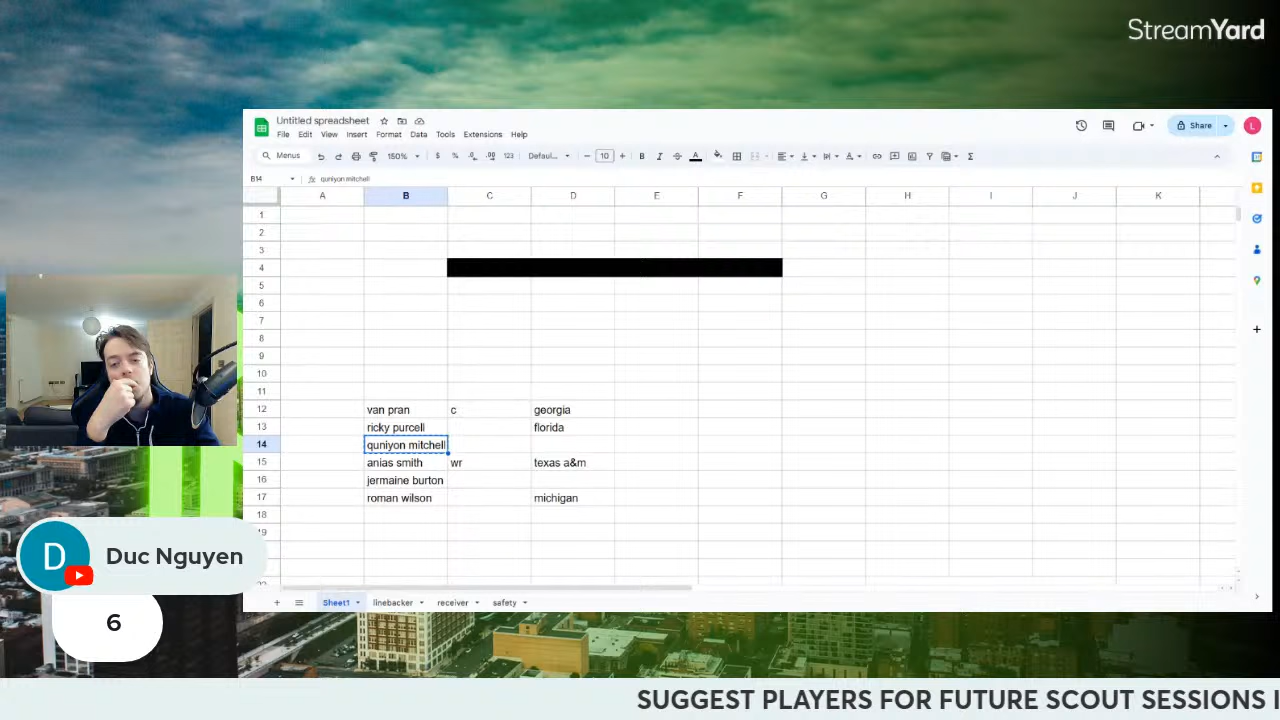 StreamYard
Untitled spreadsheet
File Edit View Insert Format Data Tools Extensions Help
Share
L
Menus 150% $ % .0 .00 123 Defaul... 10 B I A
B14 fx quniyon mitchell
A B C D E F G H I J K
1
2
3
4
5
6
7
8
9
10
11
12 van pran c georgia
13 ricky purcell florida
14 quniyon mitchell
15 anias smith wr texas a&m
16 jermaine burton
17 roman wilson michigan
18
19
Sheet1 linebacker receiver safety
D Duc Nguyen
6
SUGGEST PLAYERS FOR FUTURE SCOUT SESSIONS I